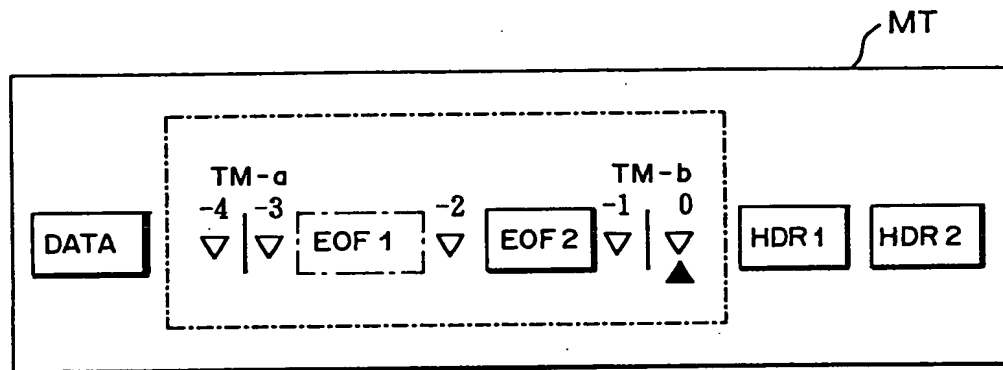 MT
TM-a TM-b
-4 -3 -2 -1 0
DATA EOF 1 EOF 2 HDR 1 HDR 2